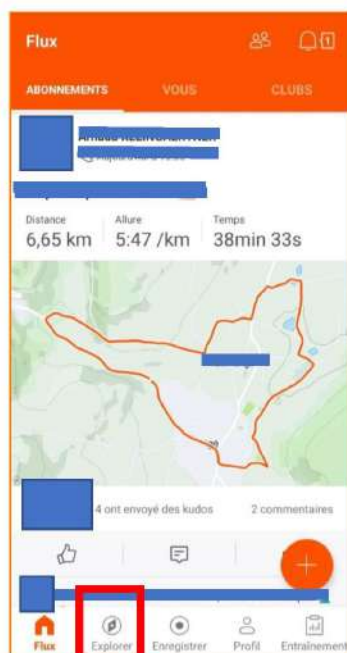 Flux
1
ABONNEMENTS VOUS CLUBS
Distance Allure Temps
6,65 km 5:47 /km 38min 33s
4 ont envoyé des kudos 2 commentaires
Flux Explorer Enregistrer Profil Entraînement